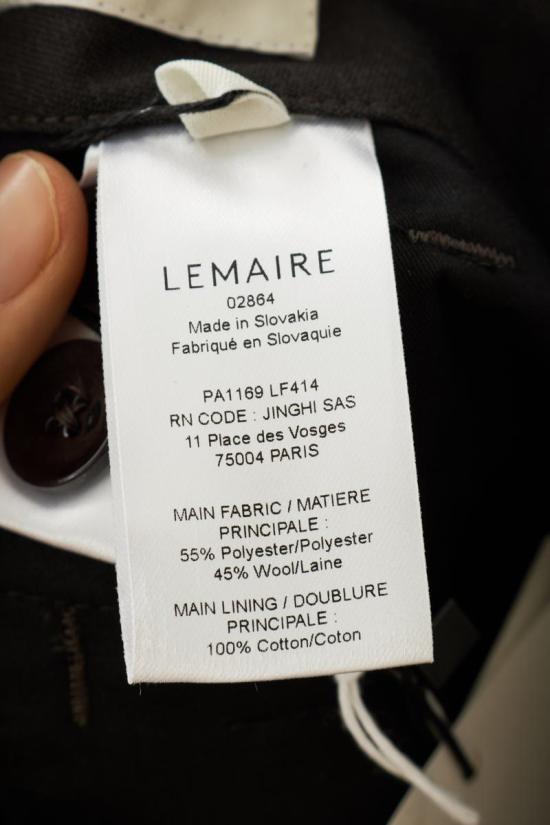 LEMAIRE
02864
Made in Slovakia
Fabriqué en Slovaquie
PA1169 LF414
RN CODE : JINGHI SAS
11 Place des Vosges
75004 PARIS
MAIN FABRIC / MATIERE
PRINCIPALE :
55% Polyester/Polyester
45% Wool/Laine
MAIN LINING / DOUBLURE
PRINCIPALE :
100% Cotton/Coton